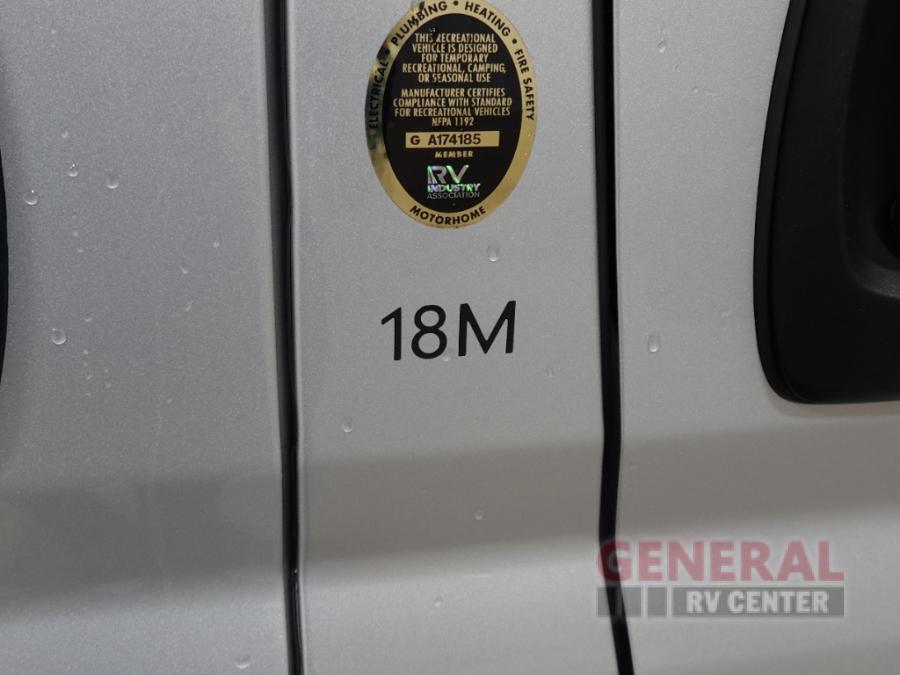 ELECTRICAL • PLUMBING • HEATING • FIRE SAFETY
THIS RECREATIONAL
VEHICLE IS DESIGNED
FOR TEMPORARY
RECREATIONAL, CAMPING,
OR SEASONAL USE
MANUFACTURER CERTIFIES
COMPLIANCE WITH STANDARD
FOR RECREATIONAL VEHICLES
NFPA 1192
G A174185
MEMBER
RV
INDUSTRY
ASSOCIATION
MOTORHOME
18M
GENERAL
RV CENTER